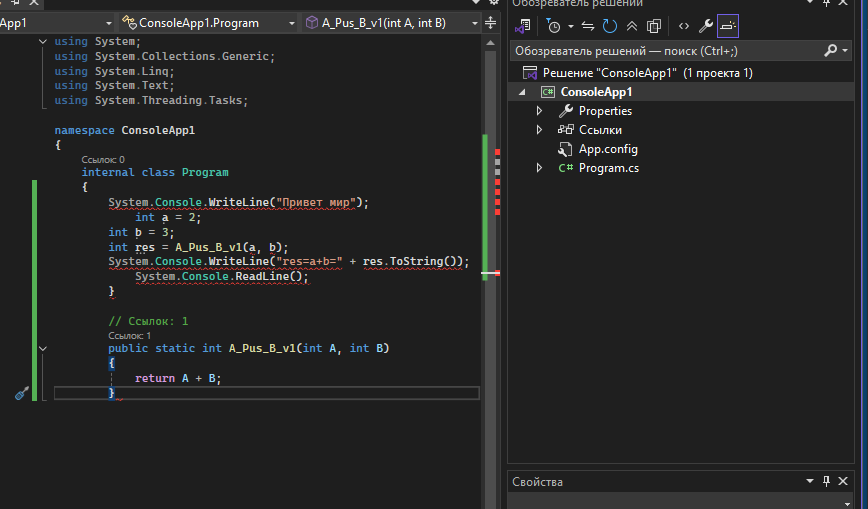 App1
ConsoleApp1.Program
A_Pus_B_v1(int A, int B)
using System;
using System.Collections.Generic;
using System.Linq;
using System.Text;
using System.Threading.Tasks;
namespace ConsoleApp1
{
Ссылок: 0
internal class Program
{
System.Console.WriteLine("Привет мир");
int a = 2;
int b = 3;
int res = A_Pus_B_v1(a, b);
System.Console.WriteLine("res=a+b=" + res.ToString());
System.Console.ReadLine();
}
// Ссылок: 1
Ссылок: 1
public static int A_Pus_B_v1(int A, int B)
{
return A + B;
}
Обозреватель решений
Обозреватель решений — поиск (Ctrl+;)
Решение "ConsoleApp1" (1 проекта 1)
C# ConsoleApp1
Properties
Ссылки
App.config
C# Program.cs
Свойства